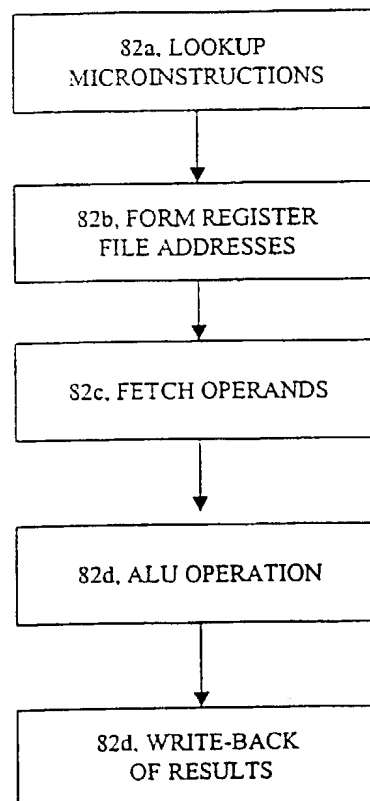 82a, LOOKUP
MICROINSTRUCTIONS
82b, FORM REGISTER
FILE ADDRESSES
82c, FETCH OPERANDS
82d, ALU OPERATION
82d, WRITE-BACK
OF RESULTS